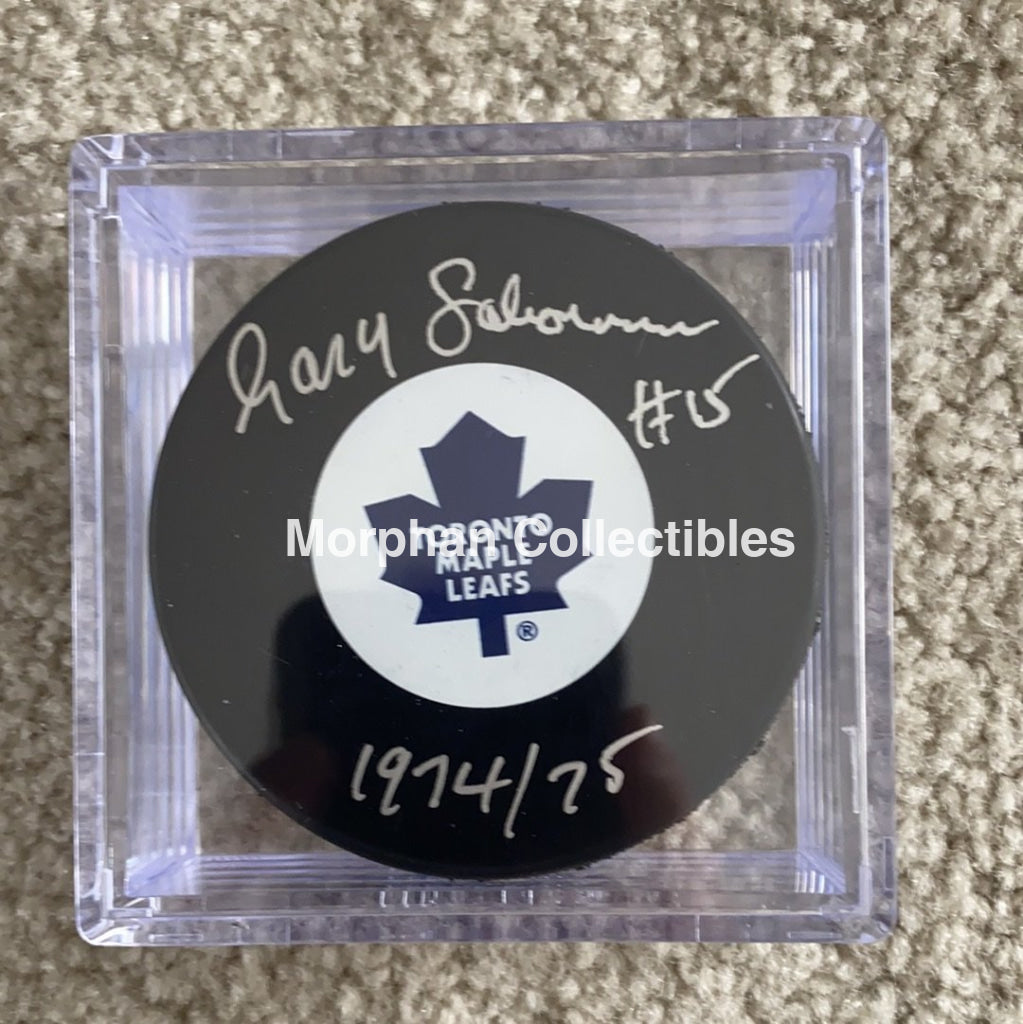 Gary Sabourin
#15
TORONTO
MAPLE
LEAFS
®
Morphan Collectibles
1974/75